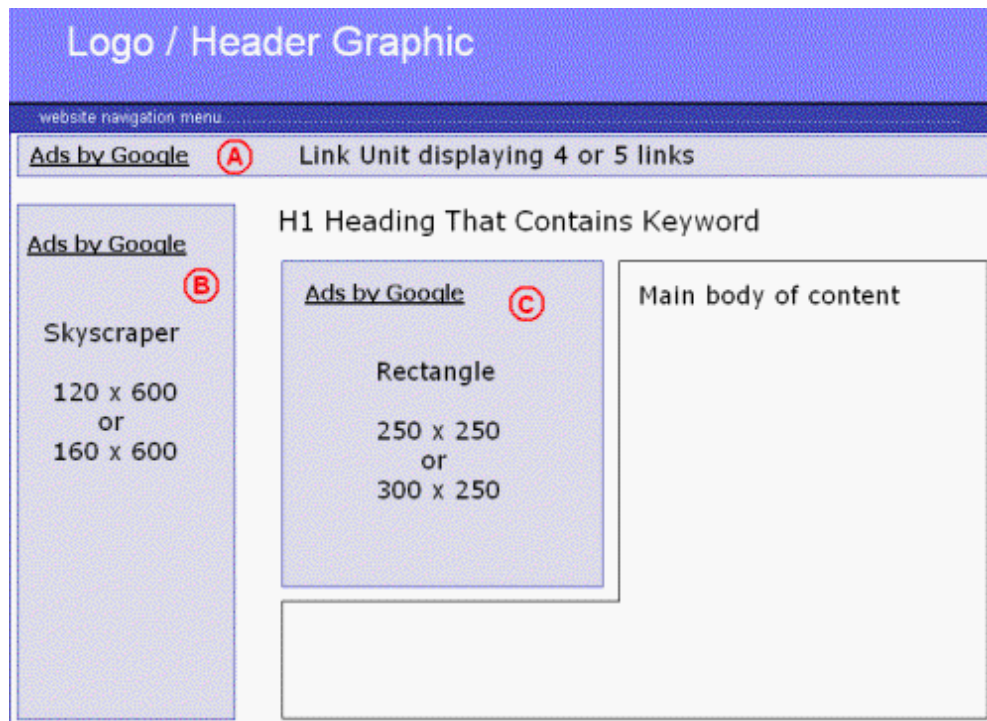 Logo / Header Graphic
website navigation menu
Ads by Google A Link Unit displaying 4 or 5 links
Ads by Google
B
Skyscraper
120 x 600
or
160 x 600
H1 Heading That Contains Keyword
Ads by Google C
Rectangle
250 x 250
or
300 x 250
Main body of content